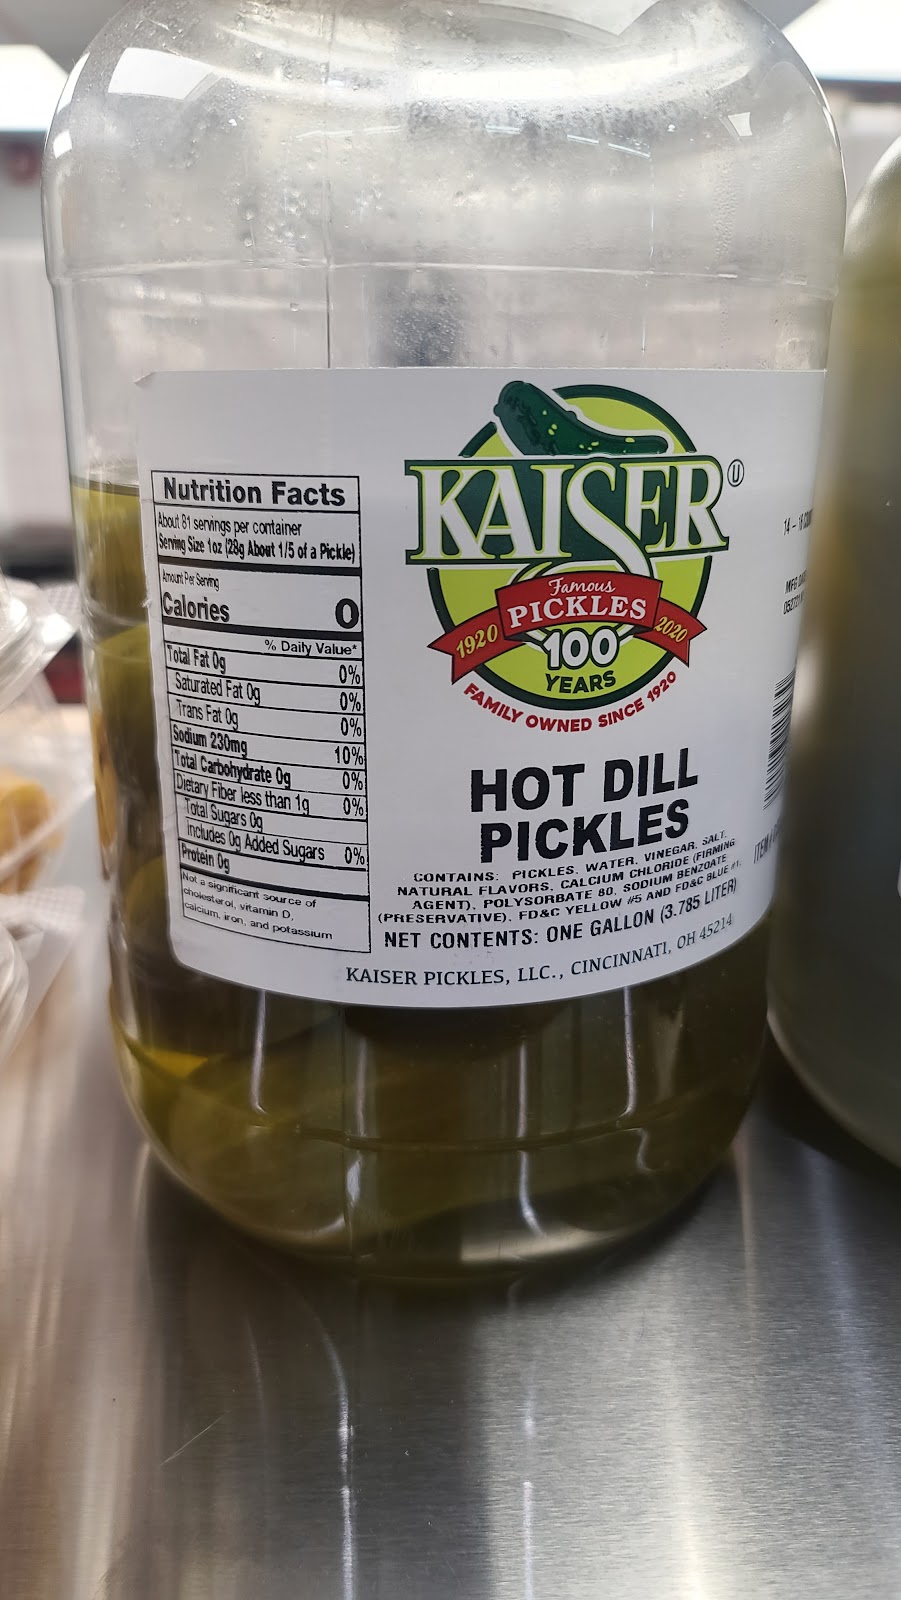 KAISER
U
Famous
PICKLES
1920
2020
100
YEARS
FAMILY OWNED SINCE 1920
HOT DILL
PICKLES
CONTAINS: PICKLES, WATER, VINEGAR, SALT,
NATURAL FLAVORS, CALCIUM CHLORIDE (FIRMING
AGENT), POLYSORBATE 80, SODIUM BENZOATE
(PRESERVATIVE), FD&C YELLOW #5 AND FD&C BLUE #1.
NET CONTENTS: ONE GALLON (3.785 LITER)
KAISER PICKLES, LLC., CINCINNATI, OH 45214
Nutrition Facts
About 81 servings per container
Serving Size 1oz (28g About 1/5 of a Pickle)
Amount Per Serving
Calories 0
% Daily Value*
Total Fat 0g 0%
Saturated Fat 0g 0%
Trans Fat 0g 0%
Sodium 230mg 10%
Total Carbohydrate 0g 0%
Dietary Fiber less than 1g 0%
Total Sugars 0g
Includes 0g Added Sugars 0%
Protein 0g
Not a significant source of
cholesterol, vitamin D,
calcium, iron, and potassium
14 -
MFG